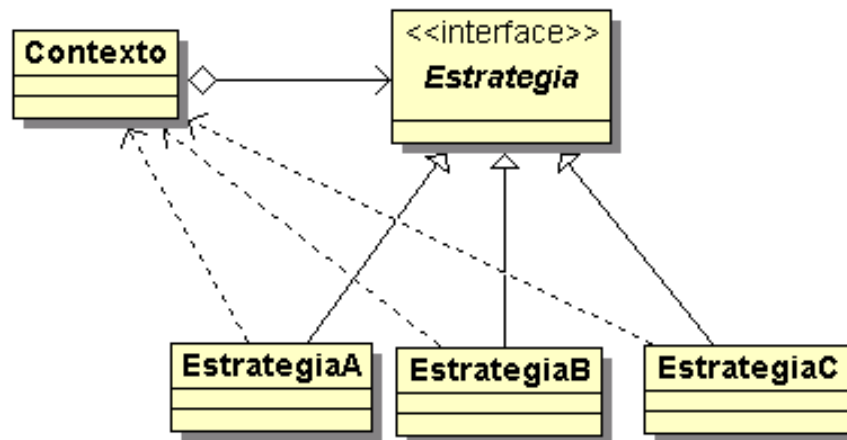 Contexto
<<interface>>
Estrategia
EstrategiaA
EstrategiaB
EstrategiaC